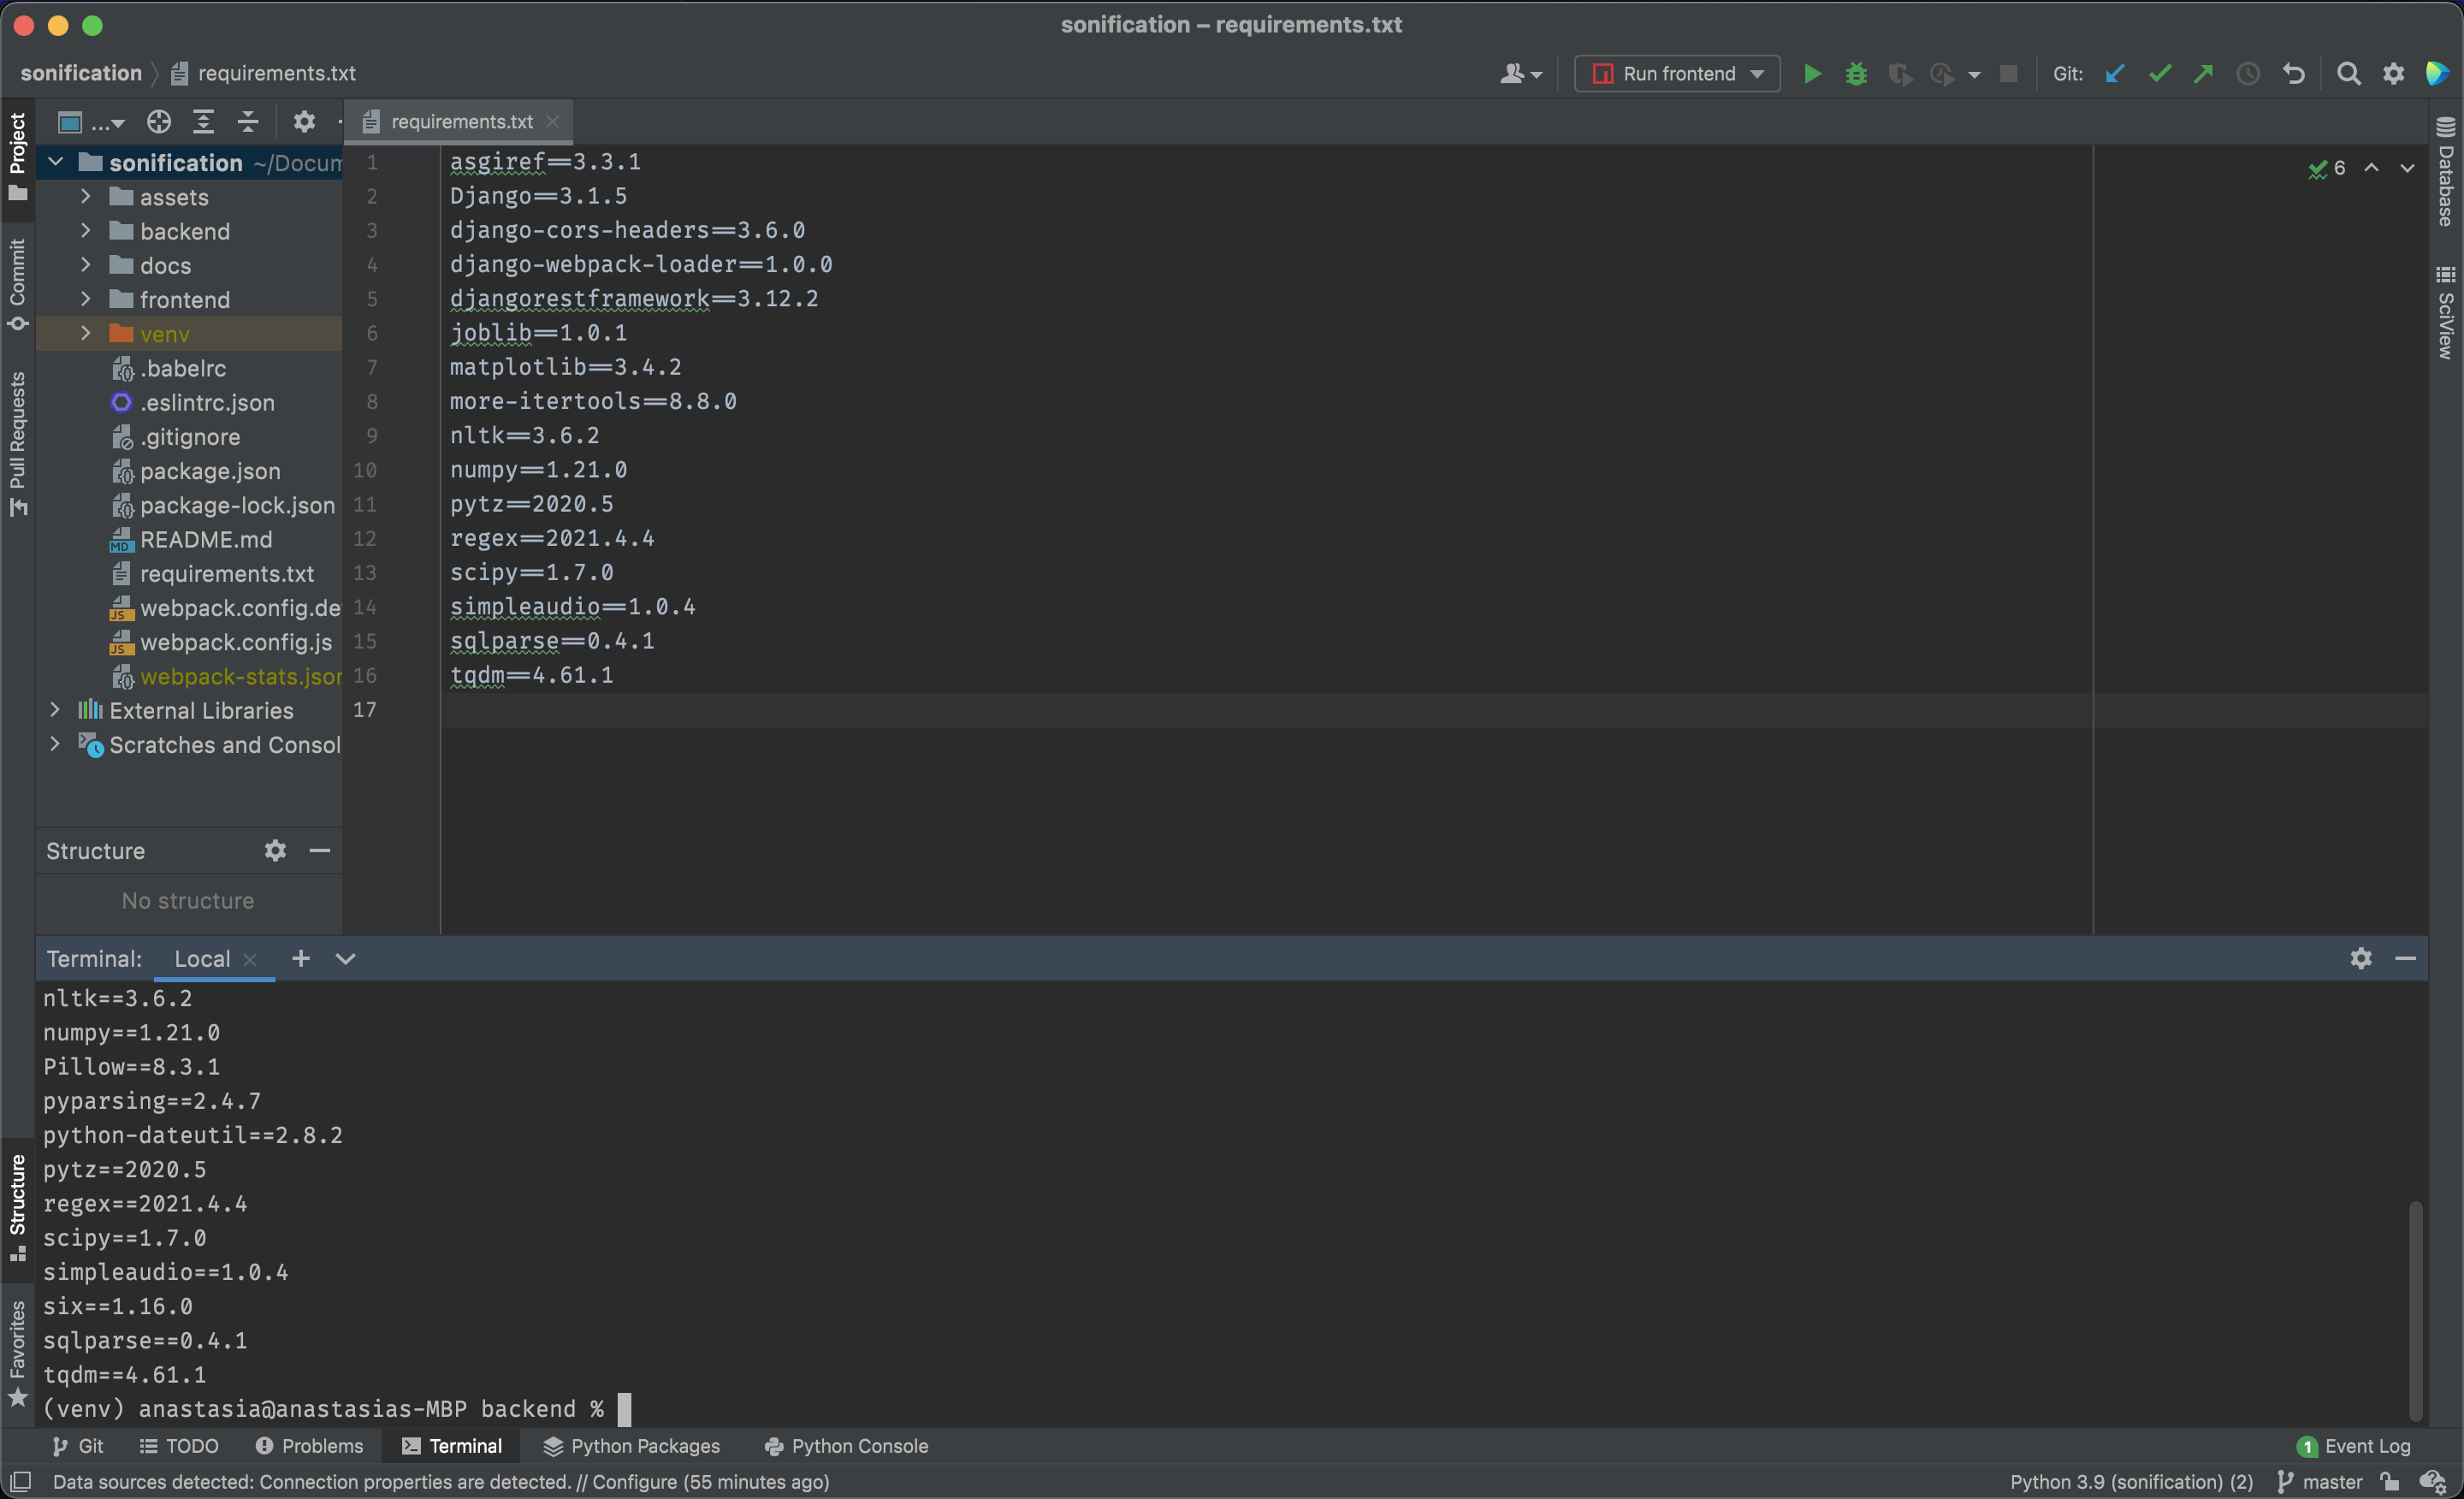 sonification – requirements.txt
sonification
requirements.txt
Run frontend
Git:
Project
Commit
Pull Requests
Structure
Favorites
...
sonification ~/Docum
assets
backend
docs
frontend
venv
.babelrc
.eslintrc.json
.gitignore
package.json
package-lock.json
README.md
requirements.txt
webpack.config.de
webpack.config.js
webpack-stats.json
External Libraries
Scratches and Consol
Structure
No structure
requirements.txt
1 asgiref==3.3.1
2 Django==3.1.5
3 django-cors-headers==3.6.0
4 django-webpack-loader==1.0.0
5 djangorestframework==3.12.2
6 joblib==1.0.1
7 matplotlib==3.4.2
8 more-itertools==8.8.0
9 nltk==3.6.2
10 numpy==1.21.0
11 pytz==2020.5
12 regex==2021.4.4
13 scipy==1.7.0
14 simpleaudio==1.0.4
15 sqlparse==0.4.1
16 tqdm==4.61.1
17
6
Database
SciView
Terminal: Local
nltk==3.6.2
numpy==1.21.0
Pillow==8.3.1
pyparsing==2.4.7
python-dateutil==2.8.2
pytz==2020.5
regex==2021.4.4
scipy==1.7.0
simpleaudio==1.0.4
six==1.16.0
sqlparse==0.4.1
tqdm==4.61.1
(venv) anastasia@anastasias-MBP backend %
Git TODO Problems Terminal Python Packages Python Console 1 Event Log
Data sources detected: Connection properties are detected. // Configure (55 minutes ago) Python 3.9 (sonification) (2) master